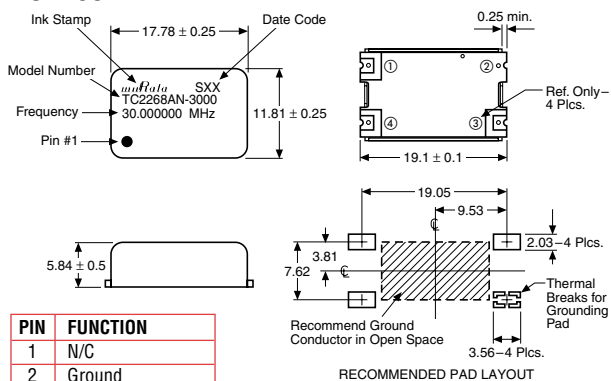 Ink Stamp
17.78 ± 0.25
Date Code
0.25 min.
Model Number
muRata SXX
TC2268AN-3000
Frequency
30.000000 MHz
11.81 ± 0.25
Pin #1
①
②
③
④
Ref. Only–
4 Plcs.
19.1 ± 0.1
19.05
9.53
5.84 ± 0.5
3.81
7.62
2.03–4 Plcs.
Thermal
Breaks for
Grounding
Pad
Recommend Ground
Conductor in Open Space
3.56–4 Plcs.
RECOMMENDED PAD LAYOUT
PIN FUNCTION
1 N/C
2 Ground